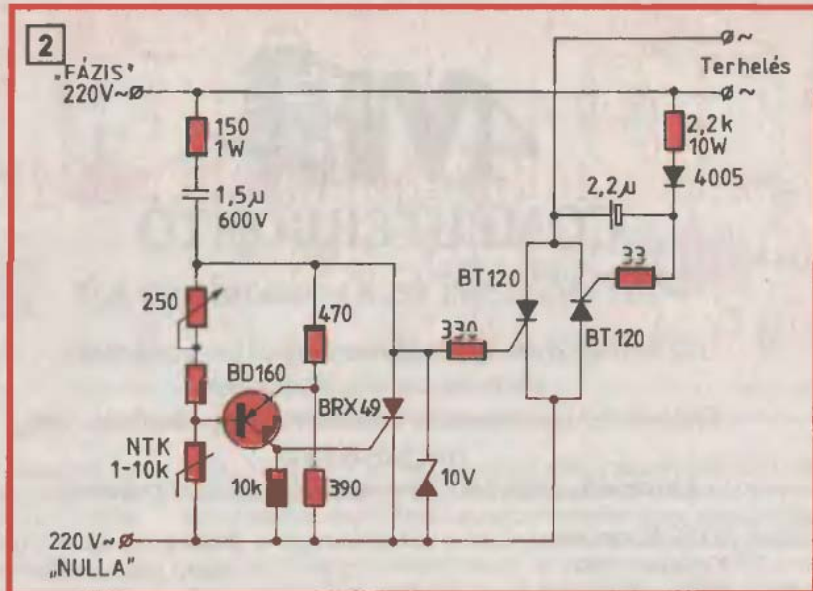 2
„FÁZIS"
220V~
Terhelés
~
~
150
1W
2,2k
10W
1,5μ
600V
2,2μ
4005
250
470
BT120
33
330
BT120
BD160
BRX49
NTK
1-10k
10k
390
10V
220V~
„NULLA"